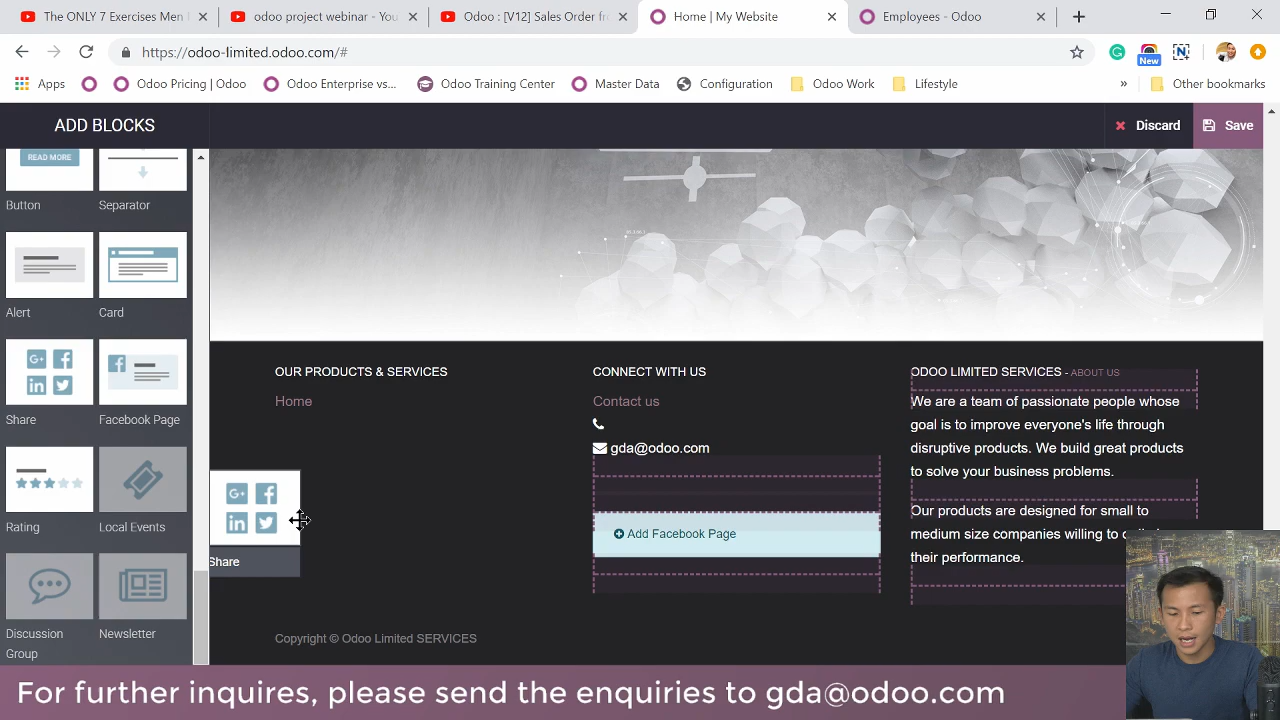 The ONLY 7 Exercises Men
odoo project webinar - You
Odoo : [V12] Sales Order fro
Home | My Website
Employees - Odoo
https://odoo-limited.odoo.com/#
New
Apps
Odoo Pricing | Odoo
Odoo Enterprise vs...
Odoo Training Center
Master Data
Configuration
Odoo Work
Lifestyle
»
Other bookmarks
ADD BLOCKS
Discard
Save
READ MORE
Button
Separator
Alert
Card
Share
Facebook Page
Rating
Local Events
Discussion
Group
Newsletter
Share
OUR PRODUCTS & SERVICES
Home
CONNECT WITH US
Contact us
gda@odoo.com
Add Facebook Page
ODOO LIMITED SERVICES - ABOUT US
We are a team of passionate people whose
goal is to improve everyone's life through
disruptive products. We build great products
to solve your business problems.
Our products are designed for small to
medium size companies willing to
their performance.
Copyright © Odoo Limited SERVICES
For further inquires, please send the enquiries to gda@odoo.com